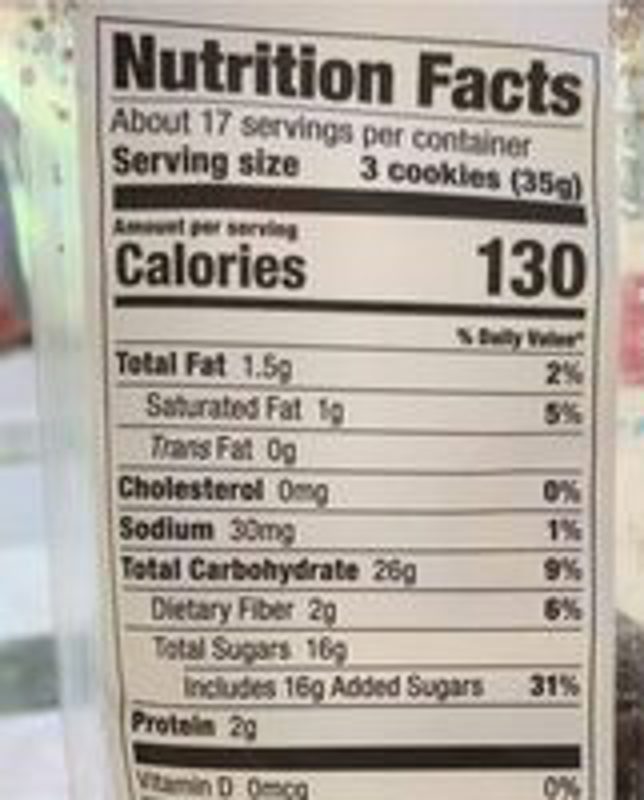 Nutrition Facts
About 17 servings per container
Serving size 3 cookies (35g)
Amount per serving
Calories 130
% Daily Value*
Total Fat 1.5g 2%
Saturated Fat 1g 5%
Trans Fat 0g
Cholesterol 0mg 0%
Sodium 30mg 1%
Total Carbohydrate 26g 9%
Dietary Fiber 2g 6%
Total Sugars 16g
Includes 16g Added Sugars 31%
Protein 2g
Vitamin D 0mcg 0%